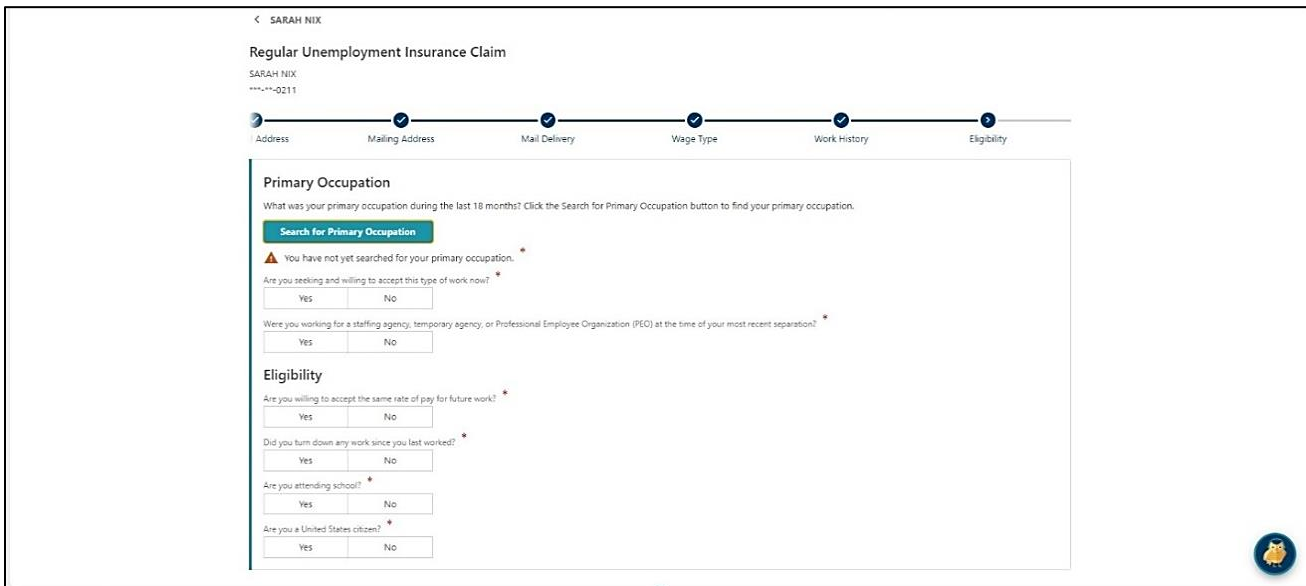 SARAH NIX
Regular Unemployment Insurance Claim
SARAH NIX
***-**-0211
Address Mailing Address Mail Delivery Wage Type Work History Eligibility
Primary Occupation
What was your primary occupation during the last 18 months? Click the Search for Primary Occupation button to find your primary occupation.
Search for Primary Occupation
You have not yet searched for your primary occupation. *
Are you seeking and willing to accept this type of work now? *
Yes No
Were you working for a staffing agency, temporary agency, or Professional Employee Organization (PEO) at the time of your most recent separation? *
Yes No
Eligibility
Are you willing to accept the same rate of pay for future work? *
Yes No
Did you turn down any work since you last worked? *
Yes No
Are you attending school? *
Yes No
Are you a United States citizen? *
Yes No